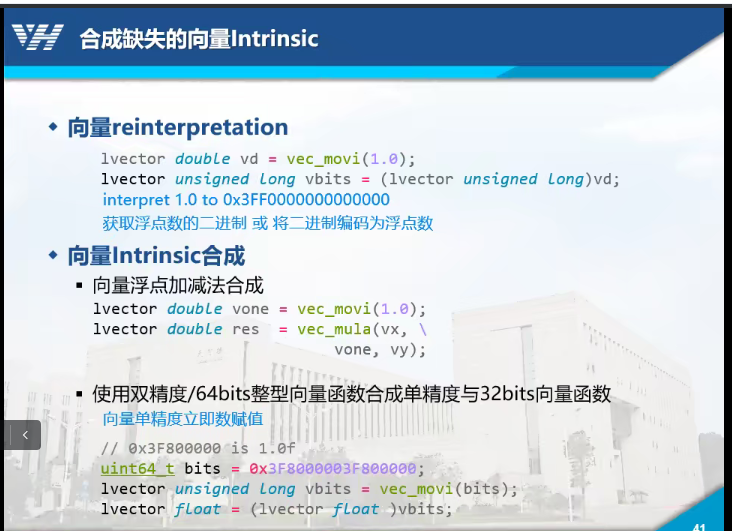 合成缺失的向量Intrinsic
向量reinterpretation
lvector double vd = vec_movi(1.0);
lvector unsigned long vbits = (lvector unsigned long)vd;
interpret 1.0 to 0x3FF0000000000000
获取浮点数的二进制 或 将二进制编码为浮点数
向量Intrinsic合成
向量浮点加减法合成
lvector double vone = vec_movi(1.0);
lvector double res = vec_mula(vx, \
vone, vy);
使用双精度/64bits整型向量函数合成单精度与32bits向量函数
向量单精度立即数赋值
// 0x3F800000 is 1.0f
uint64_t bits = 0x3F8000003F800000;
lvector unsigned long vbits = vec_movi(bits);
lvector float = (lvector float )vbits;
41